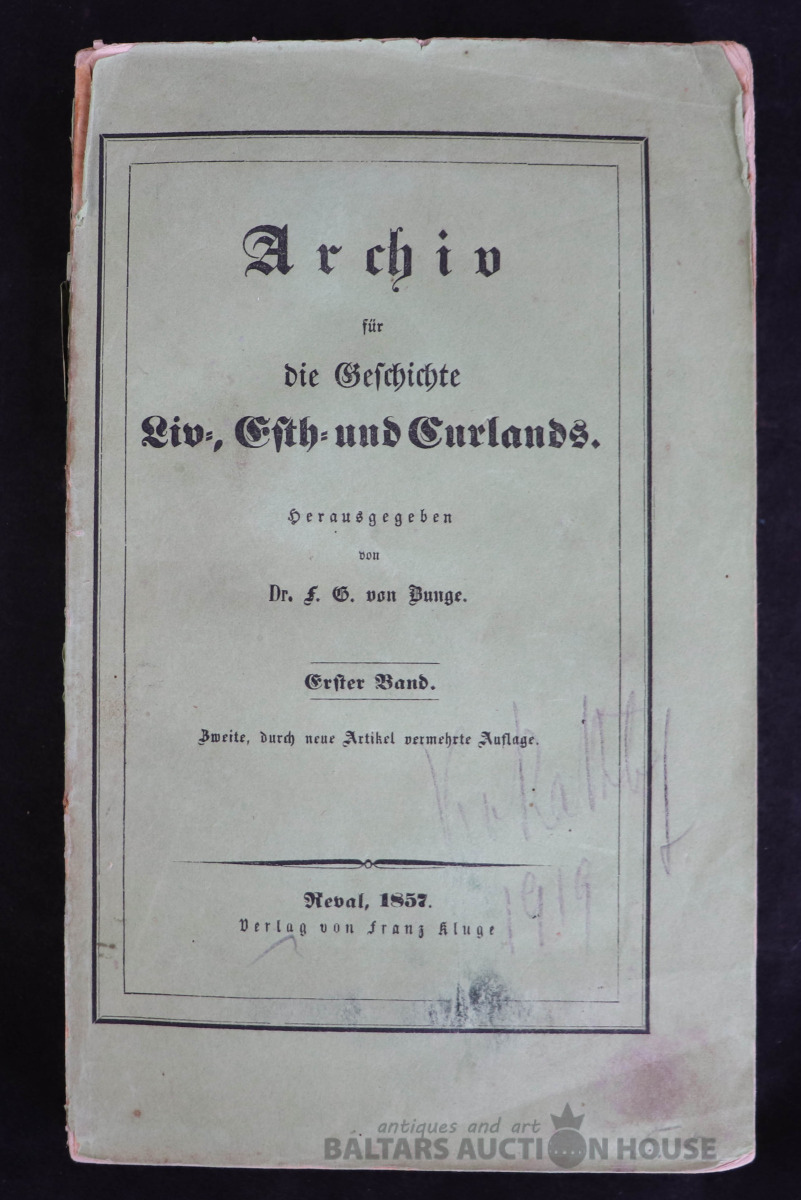 Archiv
für
die Geschichte
Liv-, Esth- und Curlands.
Herausgegeben
von
Dr. F. G. von Bunge.
Erster Band.
Zweite, durch neue Artikel vermehrte Auflage.
1919
Reval, 1857.
Verlag von Franz Kluge
antiques and art
BALTARS AUCTION HOUSE